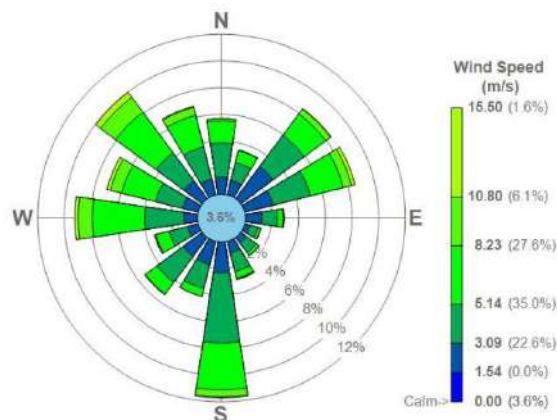 N
Wind Speed
(m/s)
15.50 (1.6%)
10.80 (6.1%)
W
3.6%
E
8.23 (27.6%)
2%
4%
6%
8%
10%
12%
5.14 (35.0%)
3.09 (22.6%)
1.54 (0.0%)
Calm-> 0.00 (3.6%)
S